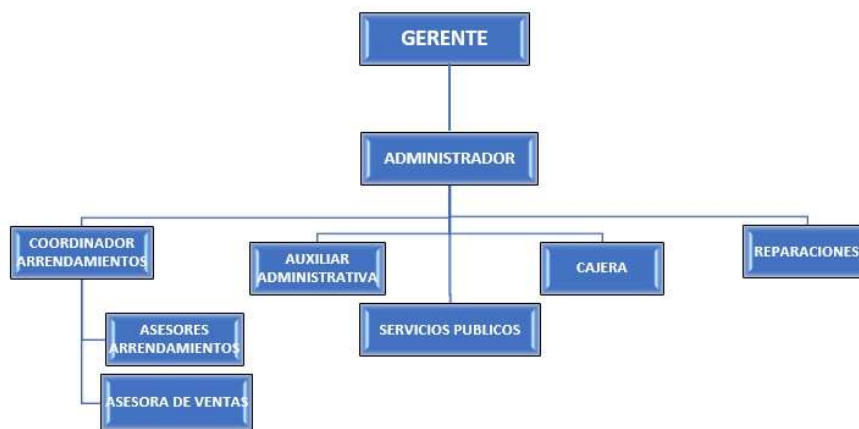 GERENTE
ADMINISTRADOR
COORDINADOR
ARRENDAMIENTOS
AUXILIAR
ADMINISTRATIVA
CAJERA
REPARACIONES
SERVICIOS PUBLICOS
ASESORES
ARRENDAMIENTOS
ASESORA DE VENTAS